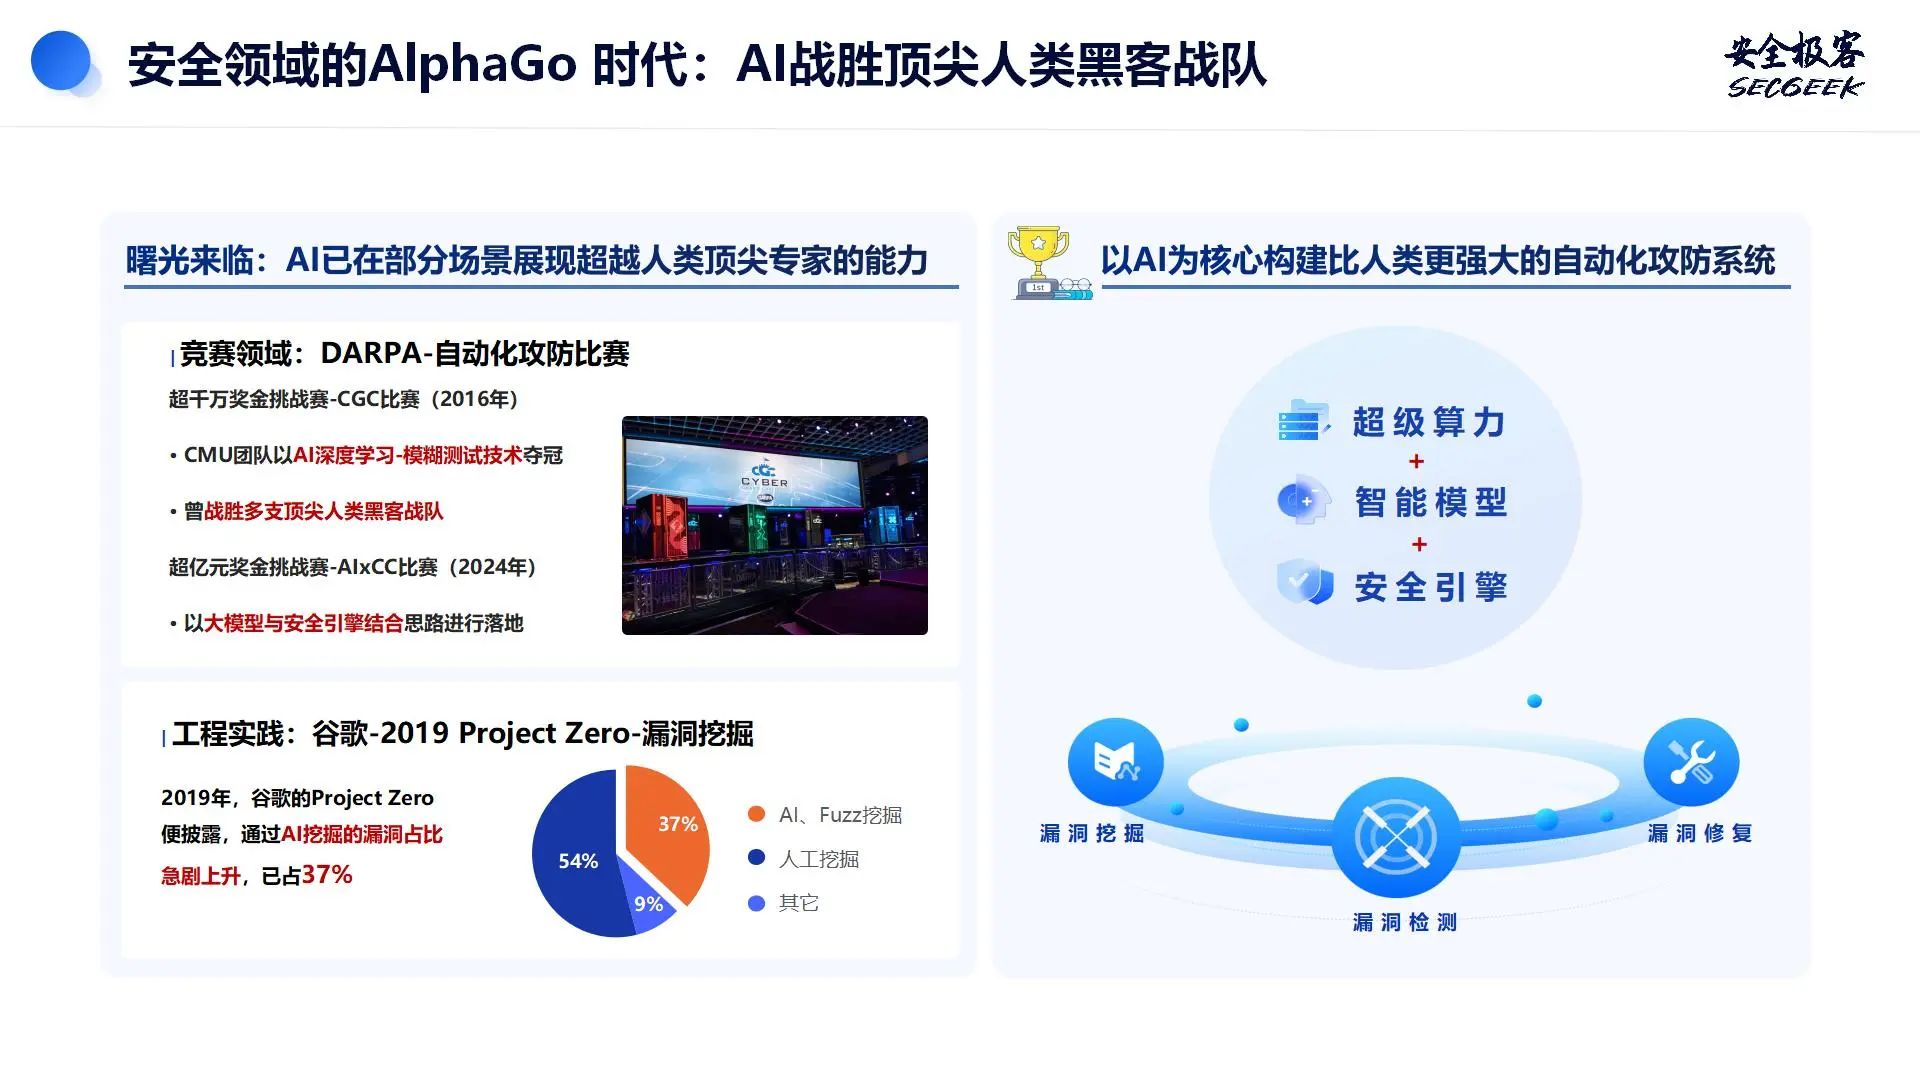 安全领域的AlphaGo 时代：AI战胜顶尖人类黑客战队
安全极客
SECGEEK
曙光来临：AI已在部分场景展现超越人类顶尖专家的能力
竞赛领域：DARPA-自动化攻防比赛
超千万奖金挑战赛-CGC比赛（2016年）
• CMU团队以AI深度学习-模糊测试技术夺冠
• 曾战胜多支顶尖人类黑客战队
超亿元奖金挑战赛-AIxCC比赛（2024年）
• 以大模型与安全引擎结合思路进行落地
CGC
CYBER
工程实践：谷歌-2019 Project Zero-漏洞挖掘
2019年，谷歌的Project Zero
便披露，通过AI挖掘的漏洞占比
急剧上升，已占37%
37%
54%
9%
AI、Fuzz挖掘
人工挖掘
其它
1st
以AI为核心构建比人类更强大的自动化攻防系统
超级算力
+
智能模型
+
安全引擎
漏洞挖掘
漏洞检测
漏洞修复